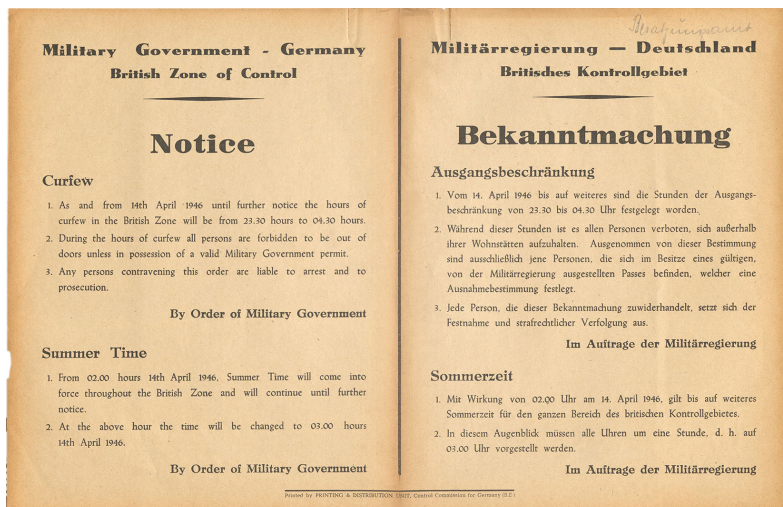 Military Government - Germany
British Zone of Control
Notice
Curfew
1. As and from 14th April 1946 until further notice the hours of
curfew in the British Zone will be from 23.30 hours to 04.30 hours.
2. During the hours of curfew all persons are forbidden to be out of
doors unless in possession of a valid Military Government permit.
3. Any persons contravening this order are liable to arrest and to
prosecution.
By Order of Military Government
Summer Time
1. From 02.00 hours 14th April 1946, Summer Time will come into
force throughout the British Zone and will continue until further
notice.
2. At the above hour the time will be changed to 03.00 hours
14th April 1946.
By Order of Military Government
Militärregierung — Deutschland
Britisches Kontrollgebiet
Bekanntmachung
Ausgangsbeschränkung
1. Vom 14. April 1946 bis auf weiteres sind die Stunden der Ausgangs-
beschränkung von 23.30 bis 04.30 Uhr festgelegt worden.
2. Während dieser Stunden ist es allen Personen verboten, sich außerhalb
ihrer Wohnstätten aufzuhalten. Ausgenommen von dieser Bestimmung
sind ausschließlich jene Personen, die sich im Besitze eines gültigen,
von der Militärregierung ausgestellten Passes befinden, welcher eine
Ausnahmebestimmung festlegt.
3. Jede Person, die dieser Bekanntmachung zuwiderhandelt, setzt sich der
Festnahme und strafrechtlicher Verfolgung aus.
Im Auftrage der Militärregierung
Sommerzeit
1. Mit Wirkung von 02.00 Uhr am 14. April 1946, gilt bis auf weiteres
Sommerzeit für den ganzen Bereich des britischen Kontrollgebietes.
2. In diesem Augenblick müssen alle Uhren um eine Stunde, d. h. auf
03.00 Uhr vorgestellt werden.
Im Auftrage der Militärregierung
Printed by PRINTING & DISTRIBUTION UNIT, Control Commission for Germany (B.E.)